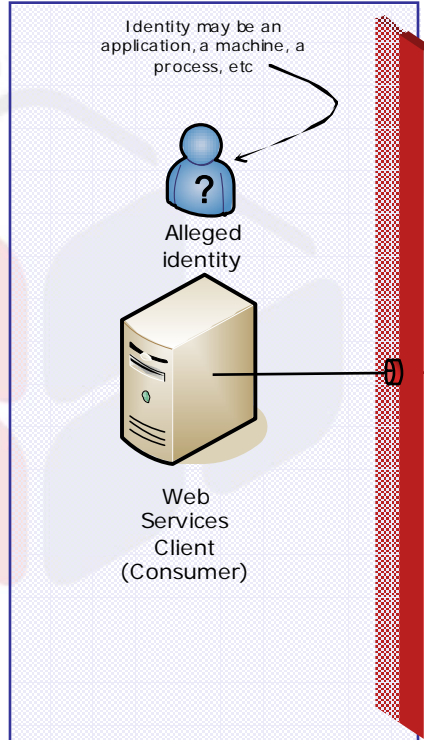 Identity may be an
application, a machine, a
process, etc
?
Alleged
identity
Web
Services
Client
(Consumer)